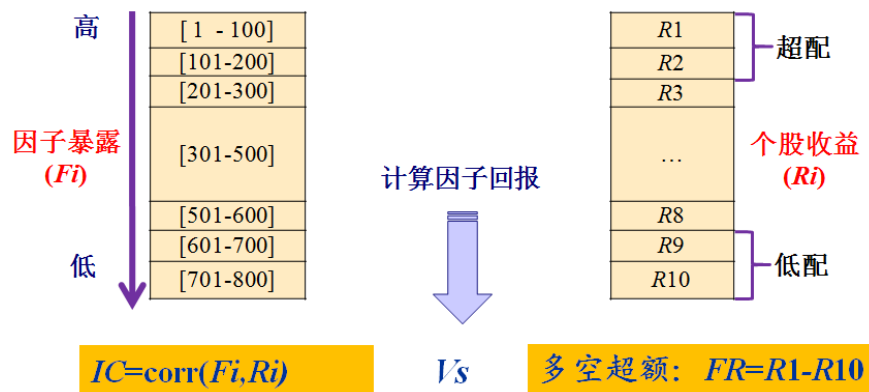 高
[ 1 - 100]
[101-200]
[201-300]
因子暴露
(Fi)
[301-500]
[501-600]
低
[601-700]
[701-800]
计算因子回报
R1
R2
超配
R3
…
个股收益
(Ri)
R8
R9
低配
R10
IC=corr(Fi,Ri)
Vs
多空超额： FR=R1-R10